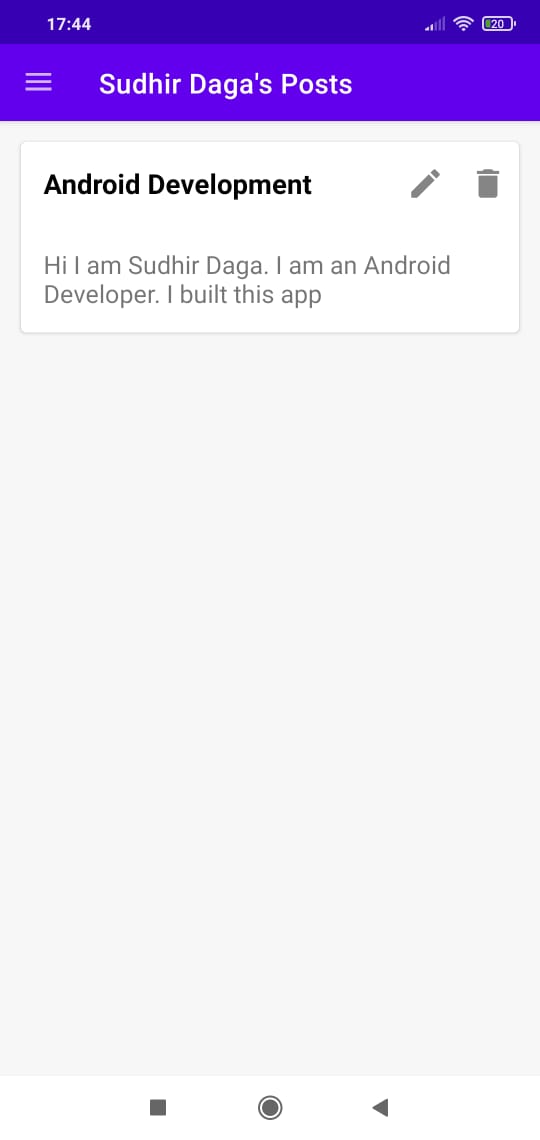 17:44
20
Sudhir Daga's Posts
Android Development
Hi I am Sudhir Daga. I am an Android
Developer. I built this app